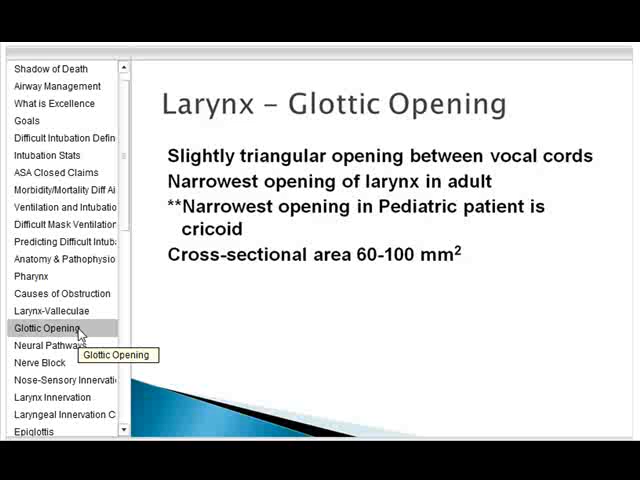 Shadow of Death
Airway Management
What is Excellence
Goals
Difficult Intubation Defin
Intubation Stats
ASA Closed Claims
Morbidity/Mortality Diff Ai
Ventilation and Intubatio
Difficult Mask Ventilation
Predicting Difficult Intub
Anatomy & Pathophysio
Pharynx
Causes of Obstruction
Larynx-Valleculae
Glottic Opening
Neural Pathways
Glottic Opening
Nerve Block
Nose-Sensory Innervati
Larynx Innervation
Laryngeal Innervation C
Epiglottis
Larynx – Glottic Opening
Slightly triangular opening between vocal cords
Narrowest opening of larynx in adult
**Narrowest opening in Pediatric patient is
cricoid
Cross-sectional area 60-100 mm²